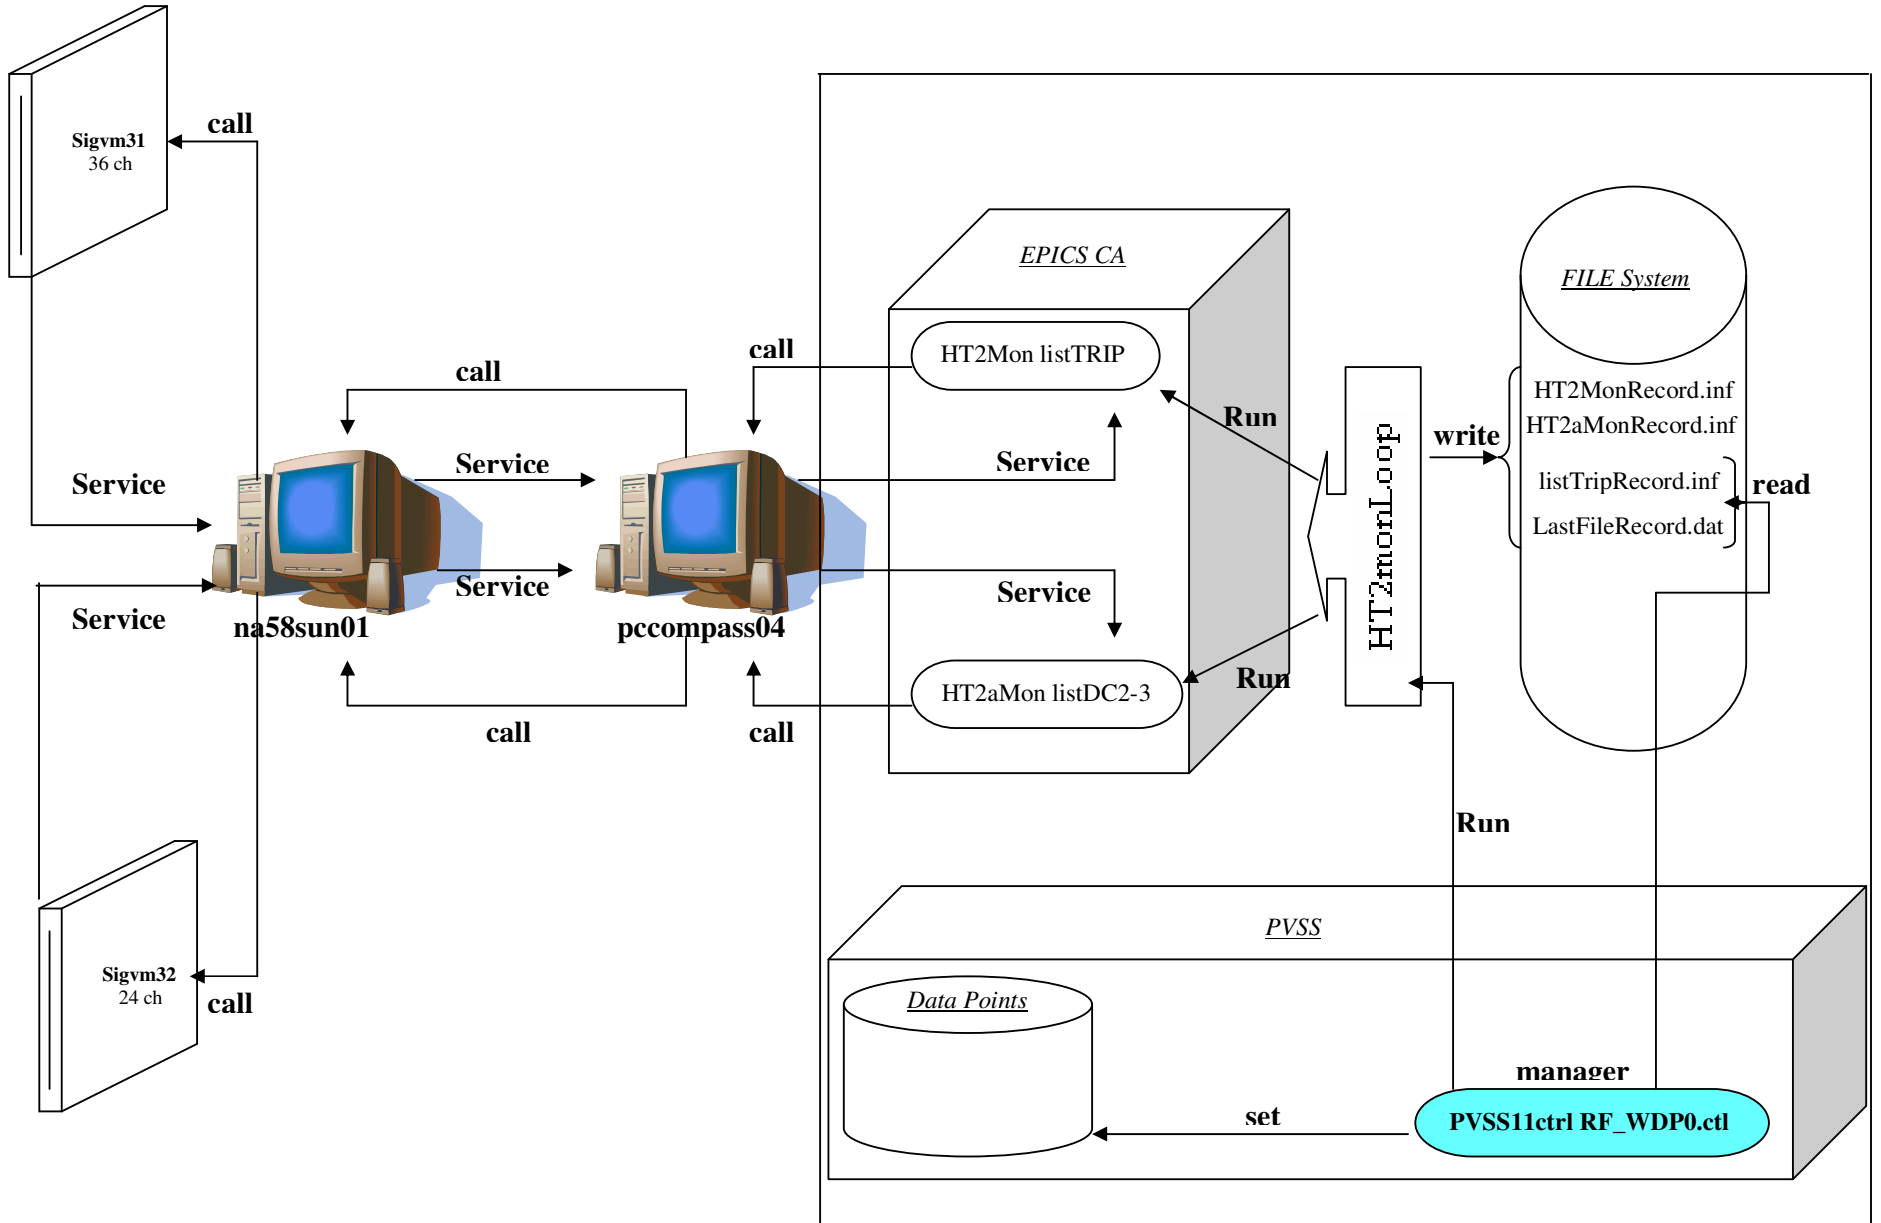 call
Sigvm31
36 ch
EPICS CA
FILE System
HT2Mon listTRIP
call
call
HT2MonRecord.inf
Run
HT2aMonRecord.inf
write
Service
Service
Service
listTripRecord.inf
read
LastFileRecord.dat
HT2monLoop
Service
Service
Service
na58sun01
pccompass04
Run
HT2aMon listDC2-3
call
call
Run
PVSS
Sigvm32
24 ch
call
Data Points
manager
set
PVSS11ctrl RF_WDP0.ctl